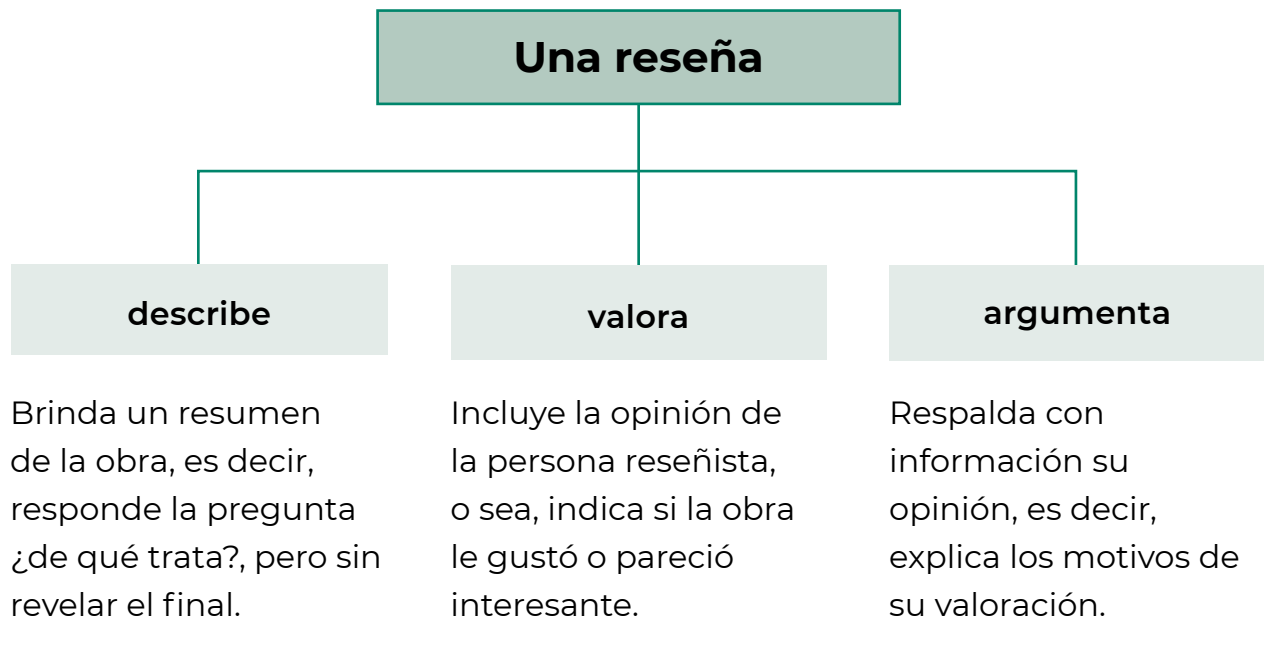 Una reseña
describe
Brinda un resumen
de la obra, es decir,
responde la pregunta
¿de qué trata?, pero sin
revelar el final.
valora
Incluye la opinión de
la persona reseñista,
o sea, indica si la obra
le gustó o pareció
interesante.
argumenta
Respalda con
información su
opinión, es decir,
explica los motivos de
su valoración.